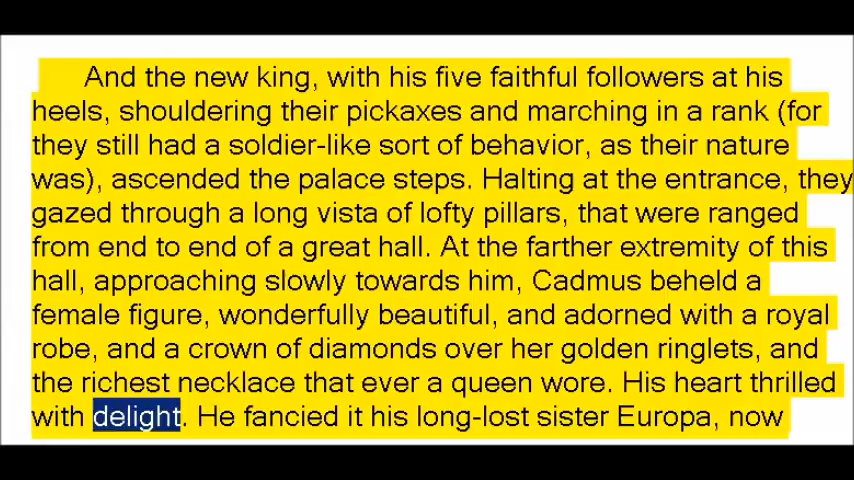 And the new king, with his five faithful followers at his
heels, shouldering their pickaxes and marching in a rank (for
they still had a soldier-like sort of behavior, as their nature
was), ascended the palace steps. Halting at the entrance, they
gazed through a long vista of lofty pillars, that were ranged
from end to end of a great hall. At the farther extremity of this
hall, approaching slowly towards him, Cadmus beheld a
female figure, wonderfully beautiful, and adorned with a royal
robe, and a crown of diamonds over her golden ringlets, and
the richest necklace that ever a queen wore. His heart thrilled
with delight. He fancied it his long-lost sister Europa, now